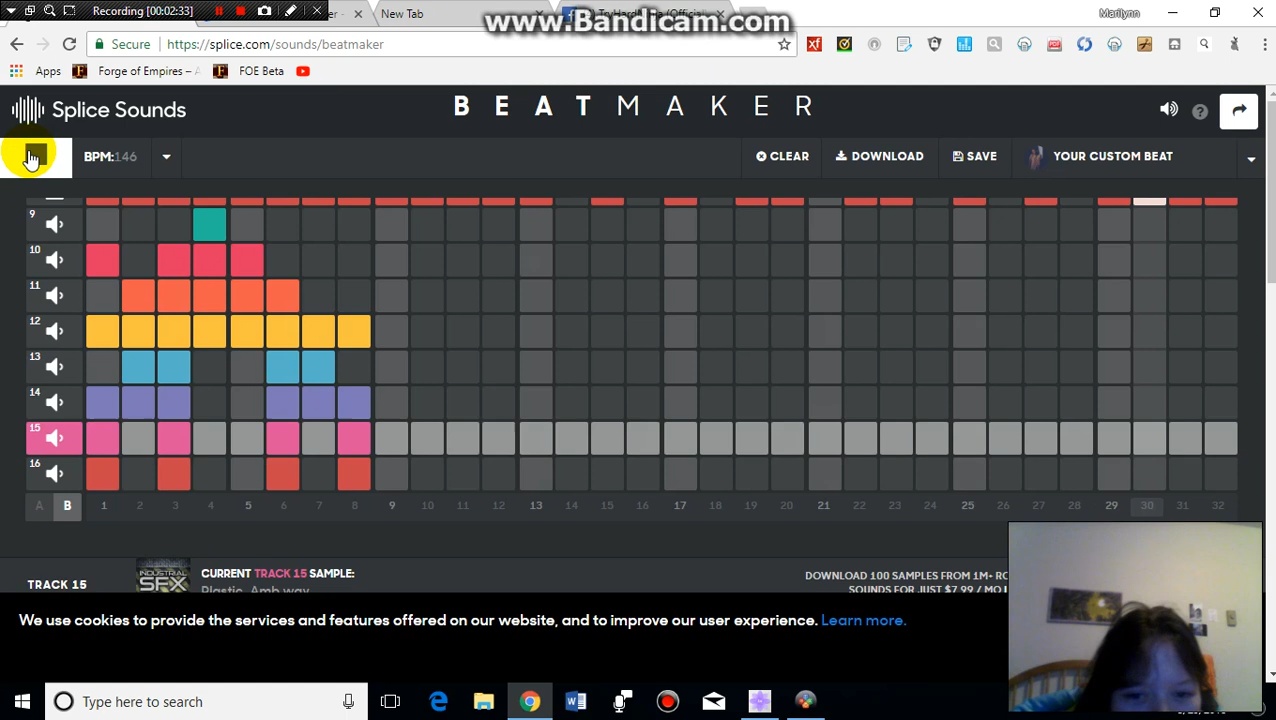 Recording [00:02:33]
New Tab
www.Bandicam.com
Marilynn
Secure https://splice.com/sounds/beatmaker
Apps Forge of Empires – A FOE Beta
Splice Sounds BEATMAKER
BPM:146 CLEAR DOWNLOAD SAVE YOUR CUSTOM BEAT
9
10
11
12
13
14
15
16
A B 1 2 3 4 5 6 7 8 9 10 11 12 13 14 15 16 17 18 19 20 21 22 23 24 25 26 27 28 29 30 31 32
TRACK 15
INDUSTRIAL SFX
CURRENT TRACK 15 SAMPLE:
Plastic_Amb.wav
DOWNLOAD 100 SAMPLES FROM 1M+ RO
SOUNDS FOR JUST $7.99 / MO
We use cookies to provide the services and features offered on our website, and to improve our user experience. Learn more.
Type here to search